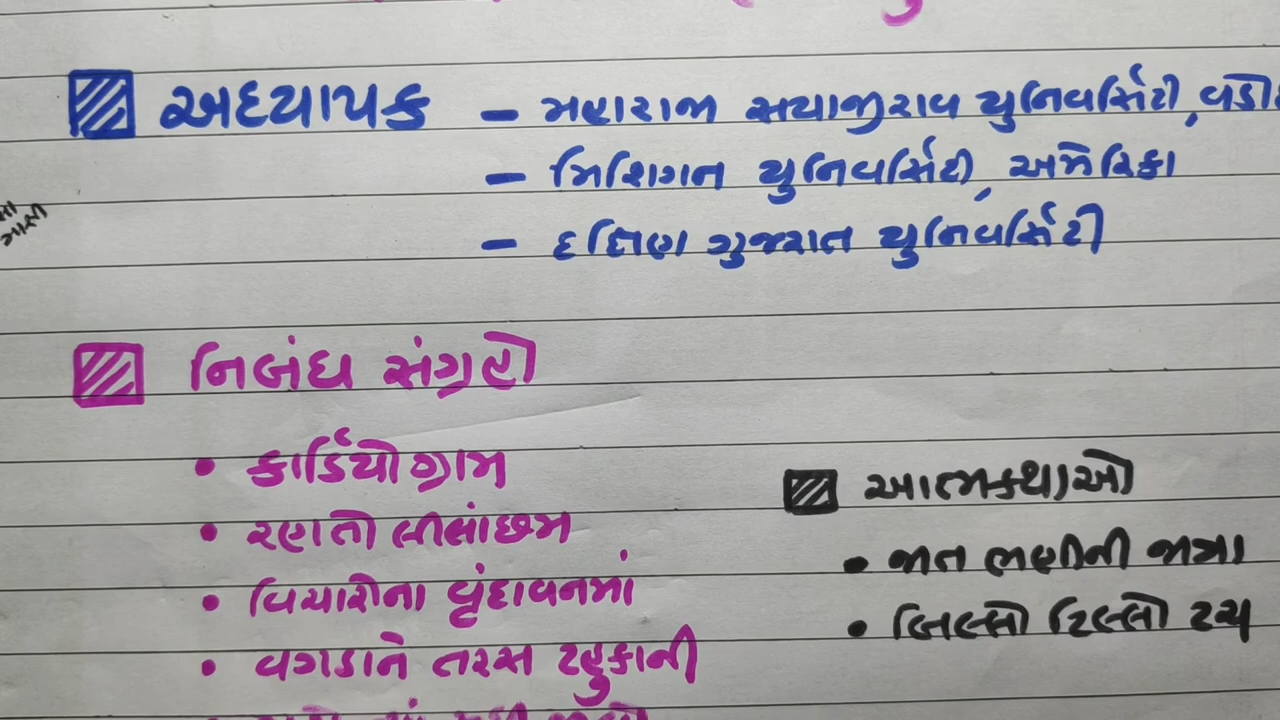 અધ્યાપક – મહારાજા સયાજીરાવ યુનિવર્સિટી,
– મિશિગન યુનિવર્સિટી, અમેરિકા
– દક્ષિણ ગુજરાત યુનિવર્સિટી
નિબંધ સંગ્રહો
• કાર્ડિયોગ્રામ
• રણ તો લીલાંછમ
• વિચારોના વૃંદાવનમાં
• વગડાને તરસ ટહુકાની
આત્મકથાઓ
• જાત ભણીની જાત્રા
• બિલ્લો ટિલ્લો ટચ